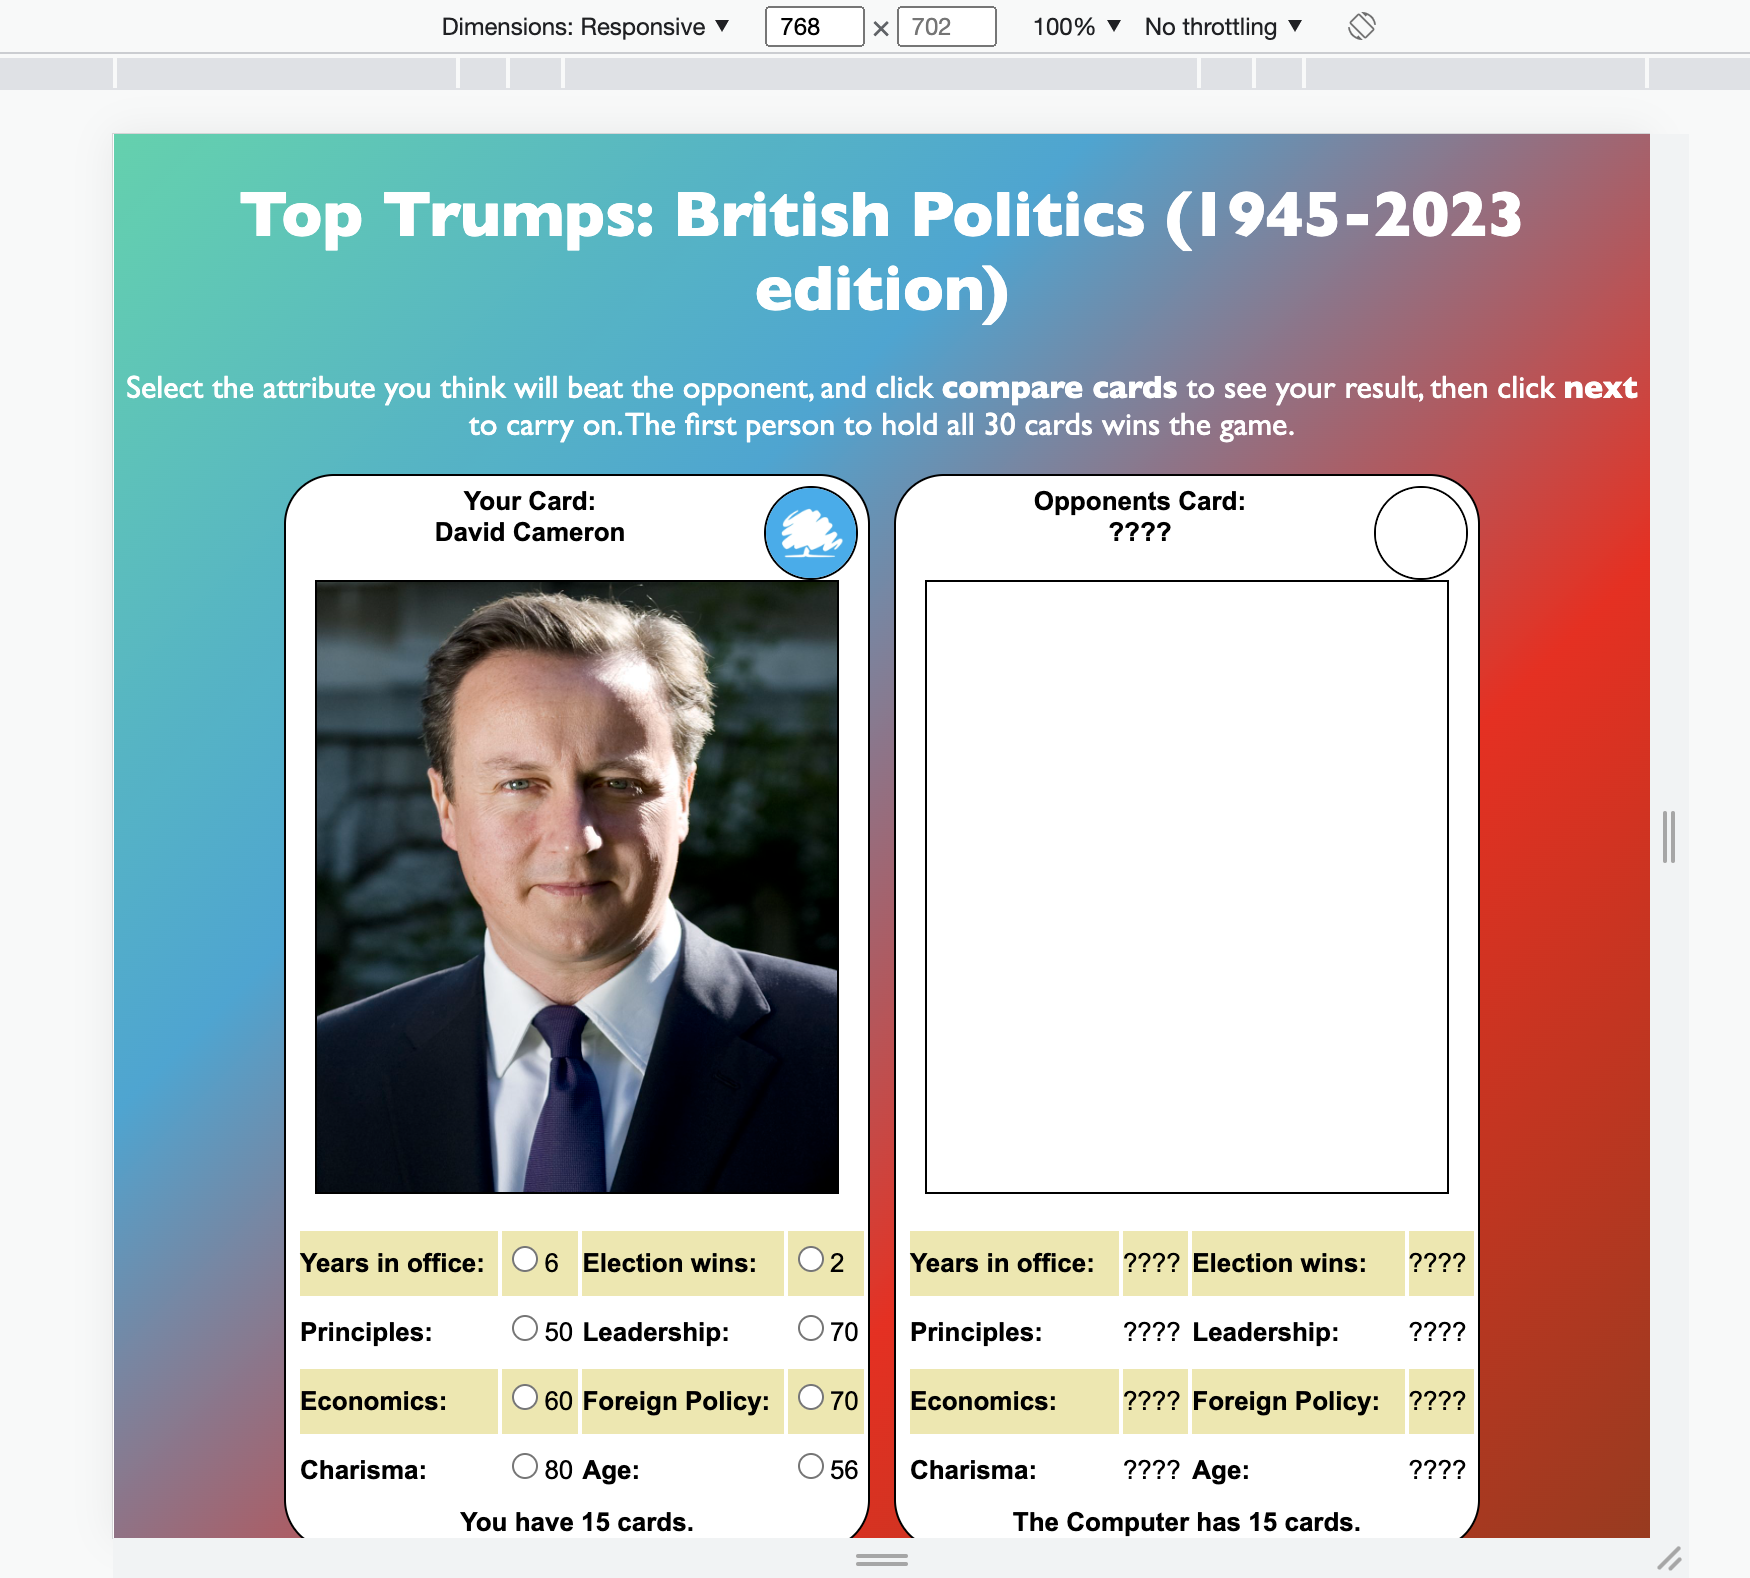 Dimensions: Responsive ▼ 768 × 702 100% ▼ No throttling ▼
Top Trumps: British Politics (1945-2023
edition)
Select the attribute you think will beat the opponent, and click compare cards to see your result, then click next
to carry on. The first person to hold all 30 cards wins the game.
Your Card:
David Cameron
Years in office: 6 Election wins: 2
Principles: 50 Leadership: 70
Economics: 60 Foreign Policy: 70
Charisma: 80 Age: 56
You have 15 cards.
Opponents Card:
????
Years in office: ???? Election wins: ????
Principles: ???? Leadership: ????
Economics: ???? Foreign Policy: ????
Charisma: ???? Age: ????
The Computer has 15 cards.